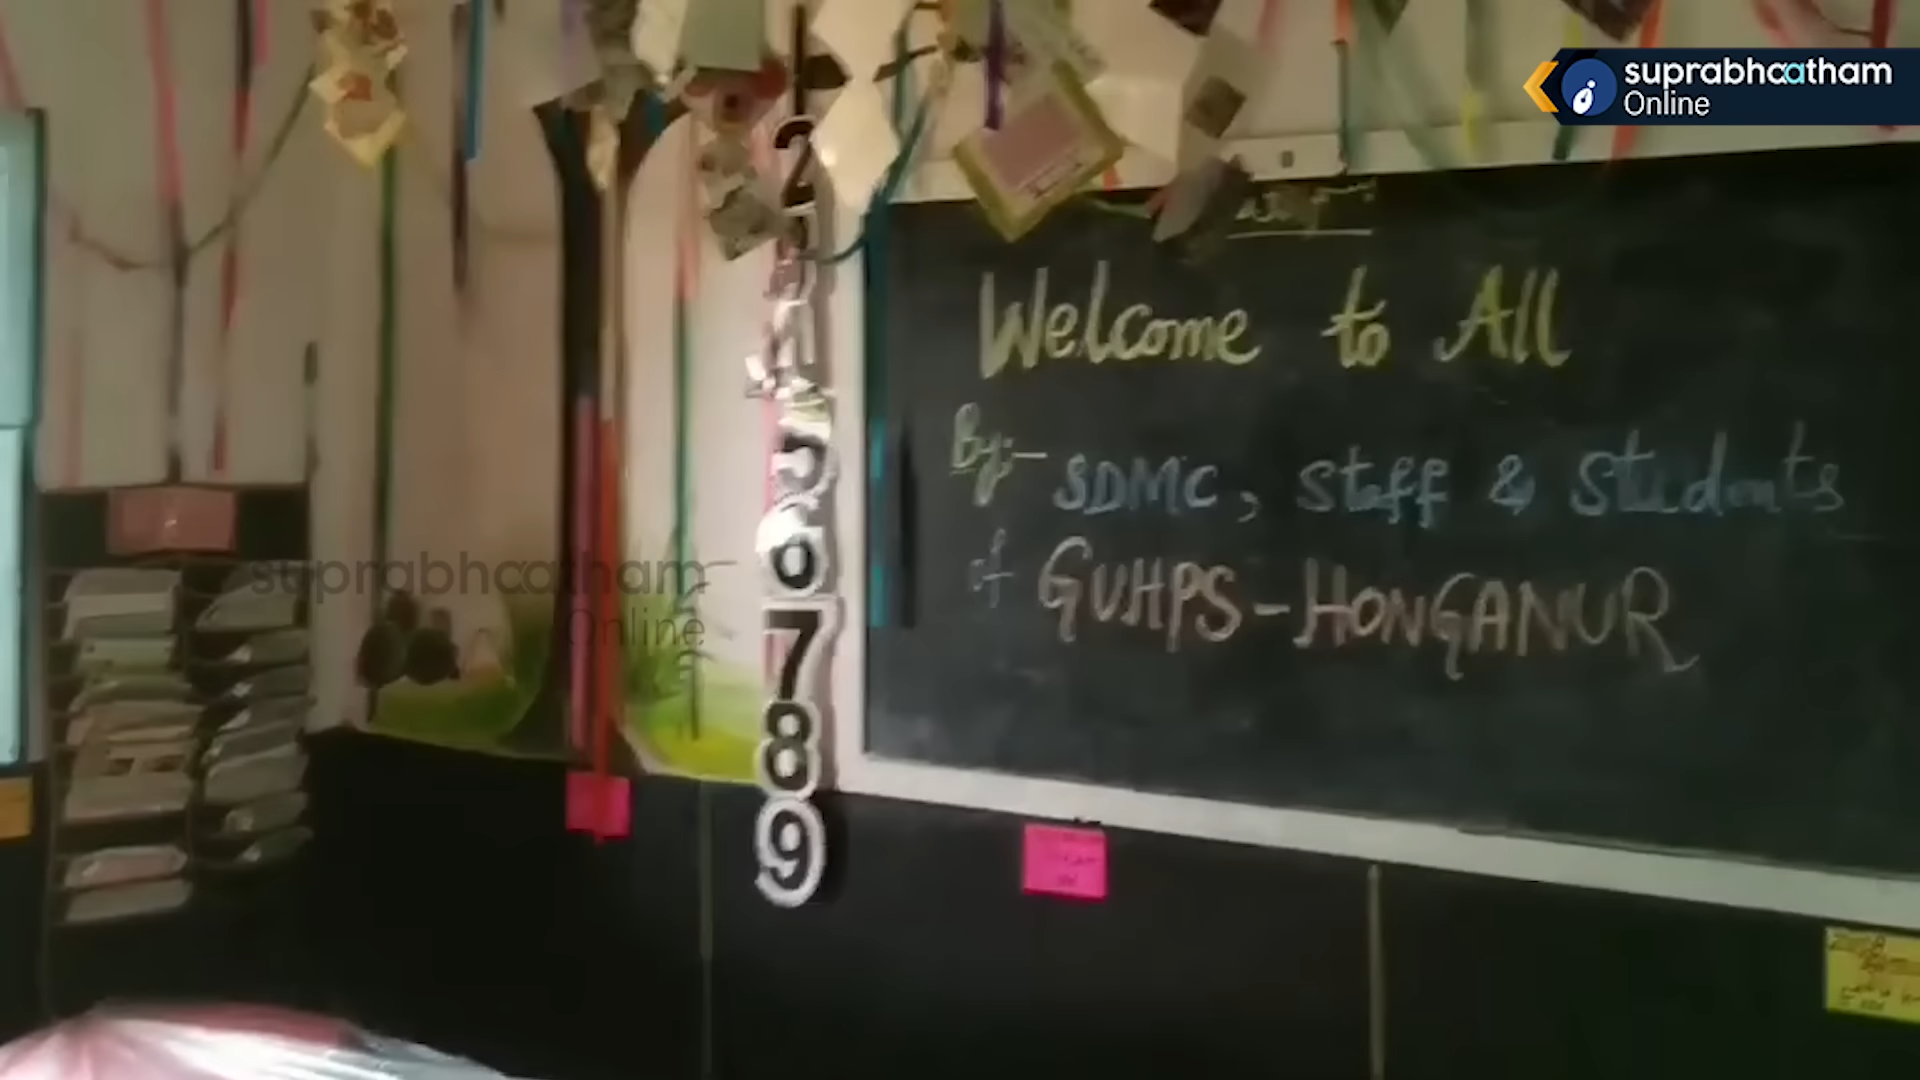 suprabhaatham
Online
Welcome to All
By:- SDMC, Staff & Students
of GUHPS - HONGANUR
suprabhaatham
Online
2
6
7
8
9